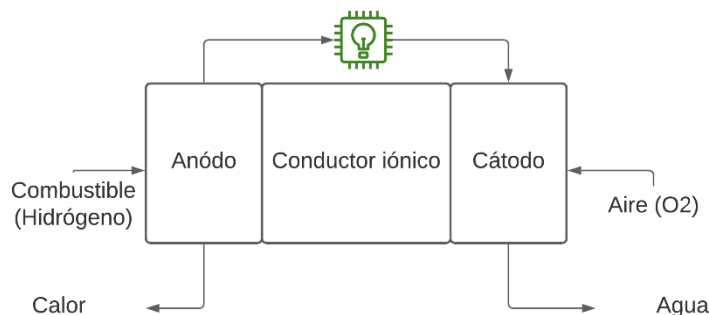 Anódo
Conductor iónico
Cátodo
Combustible
(Hidrógeno)
Aire (O2)
Calor
Agua